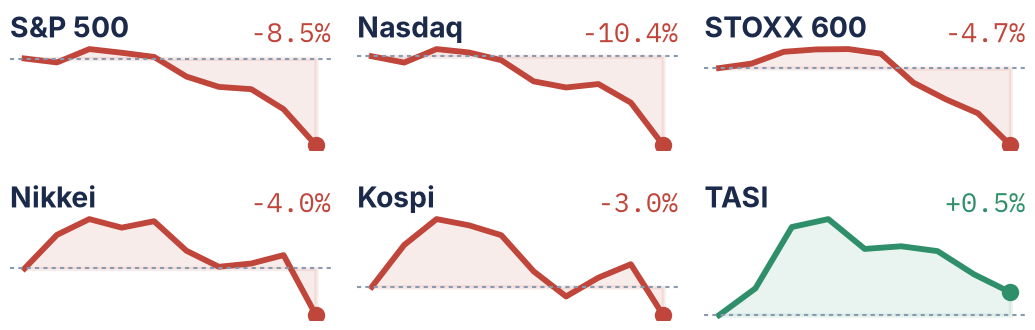 S&P 500 -8.5%
Nasdaq -10.4%
STOXX 600 -4.7%
Nikkei -4.0%
Kospi -3.0%
TASI +0.5%